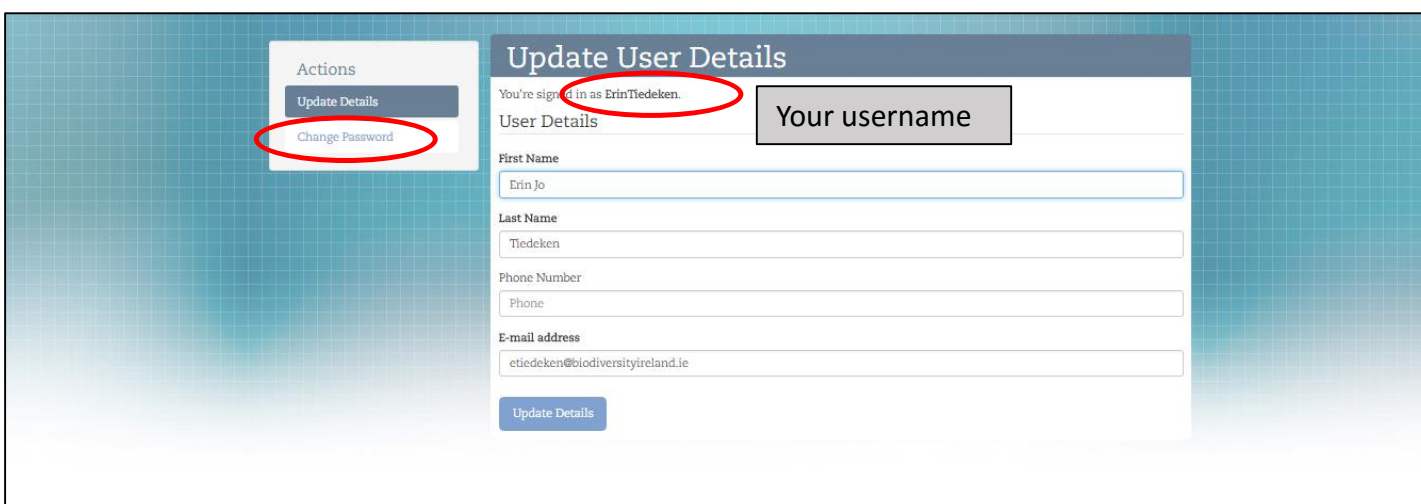 Actions
Update Details
Change Password
Update User Details
You're signed in as ErinTiedeken.
Your username
User Details
First Name
Erin Jo
Last Name
Tiedeken
Phone Number
Phone
E-mail address
etiedeken@biodiversityireland.ie
Update Details